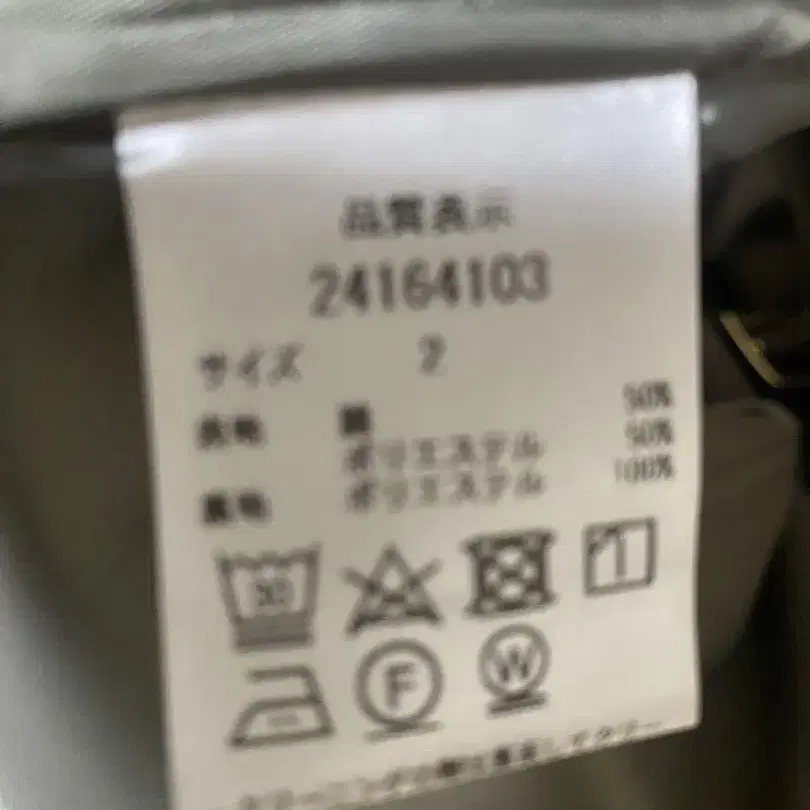 品質表示
24164103
サイズ 2
表地 綿 50%
ポリエステル 50%
裏地 ポリエステル 100%
30
F W